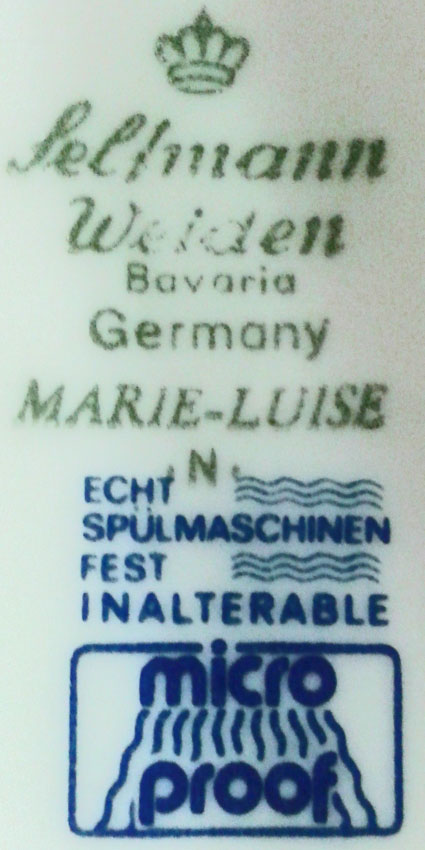 Seltmann
Weiden
Bavaria
Germany
MARIE-LUISE
N
ECHT
SPÜLMASCHINEN
FEST
INALTERABLE
micro
proof